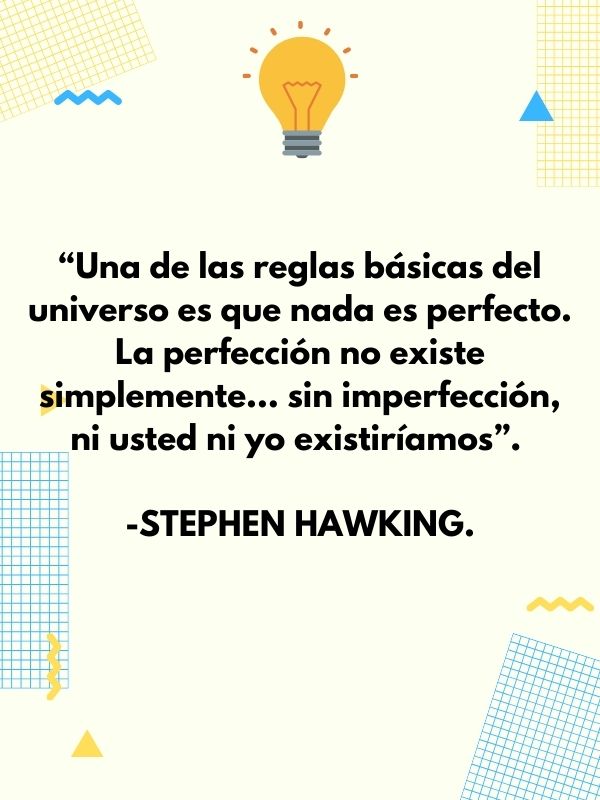 “Una de las reglas básicas del
universo es que nada es perfecto.
La perfección no existe
simplemente... sin imperfección,
ni usted ni yo existiríamos”.
-STEPHEN HAWKING.